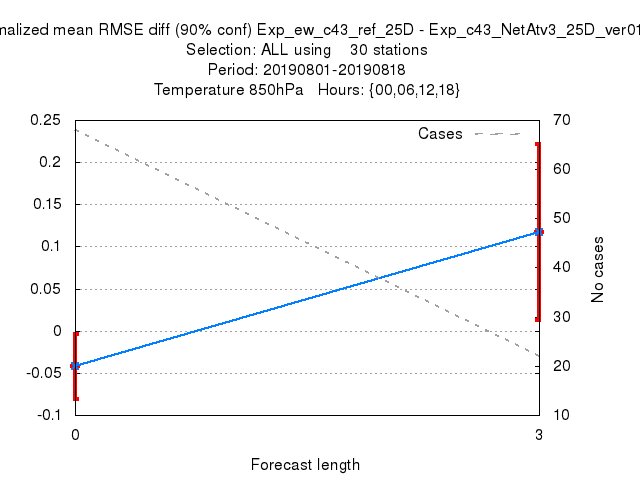 malized mean RMSE diff (90% conf) Exp_ew_c43_ref_25D - Exp_c43_NetAtv3_25D_ver01
Selection: ALL using 30 stations
Period: 20190801-20190818
Temperature 850hPa Hours: {00,06,12,18}
Cases
0.25
0.2
0.15
0.1
0.05
0
-0.05
-0.1
70
60
50
40
30
20
10
No cases
0
3
Forecast length